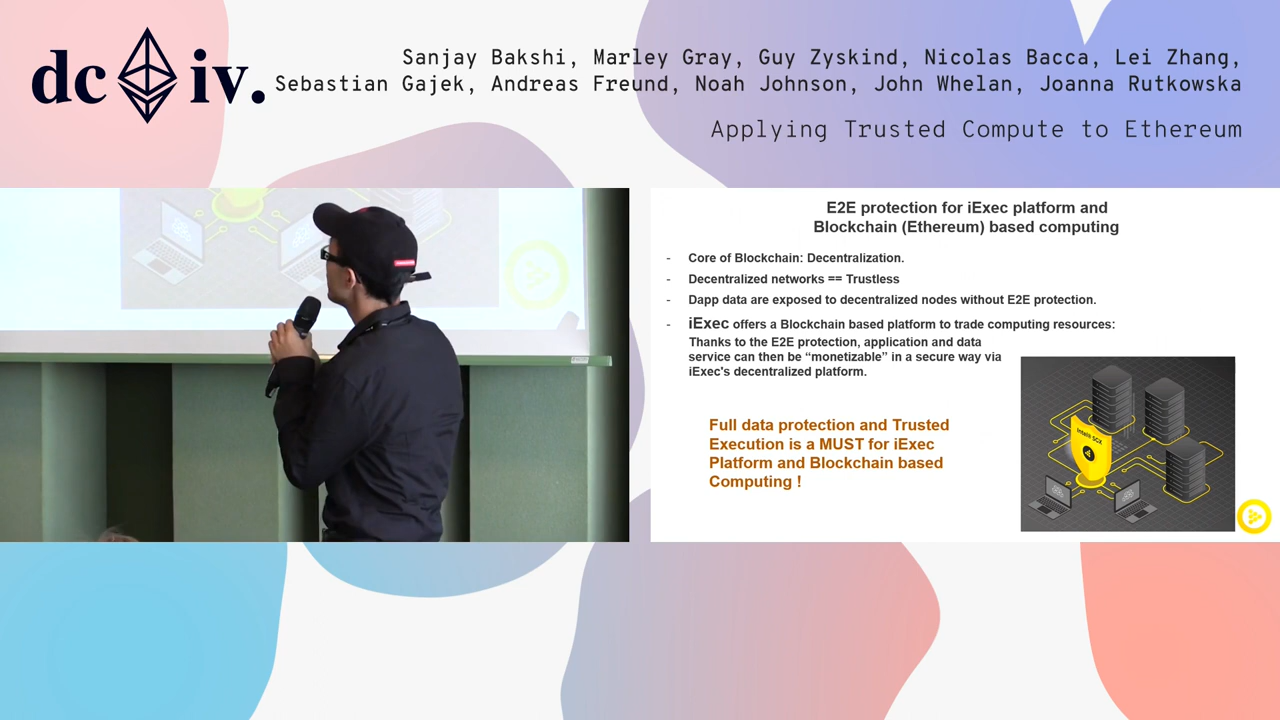 dc iv.
Sanjay Bakshi, Marley Gray, Guy Zyskind, Nicolas Bacca, Lei Zhang,
Sebastian Gajek, Andreas Freund, Noah Johnson, John Whelan, Joanna Rutkowska
Applying Trusted Compute to Ethereum
E2E protection for iExec platform and
Blockchain (Ethereum) based computing
- Core of Blockchain: Decentralization.
- Decentralized networks == Trustless
- Dapp data are exposed to decentralized nodes without E2E protection.
- iExec offers a Blockchain based platform to trade computing resources:
Thanks to the E2E protection, application and data
service can then be “monetizable” in a secure way via
iExec's decentralized platform.
Full data protection and Trusted
Execution is a MUST for iExec
Platform and Blockchain based
Computing !